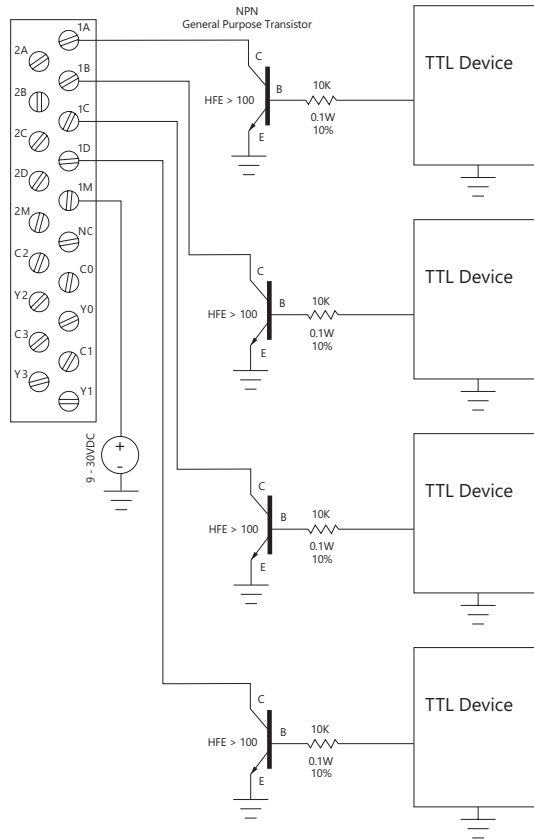 NPN
General Purpose Transistor
1A
2A
1B
2B
1C
2C
1D
2D
1M
2M
NC
C2
C0
Y2
Y0
C3
C1
Y3
Y1
9 - 30VDC
+
-
C
B
E
HFE > 100
10K
0.1W
10%
TTL Device
C
B
E
HFE > 100
10K
0.1W
10%
TTL Device
C
B
E
HFE > 100
10K
0.1W
10%
TTL Device
C
B
E
HFE > 100
10K
0.1W
10%
TTL Device